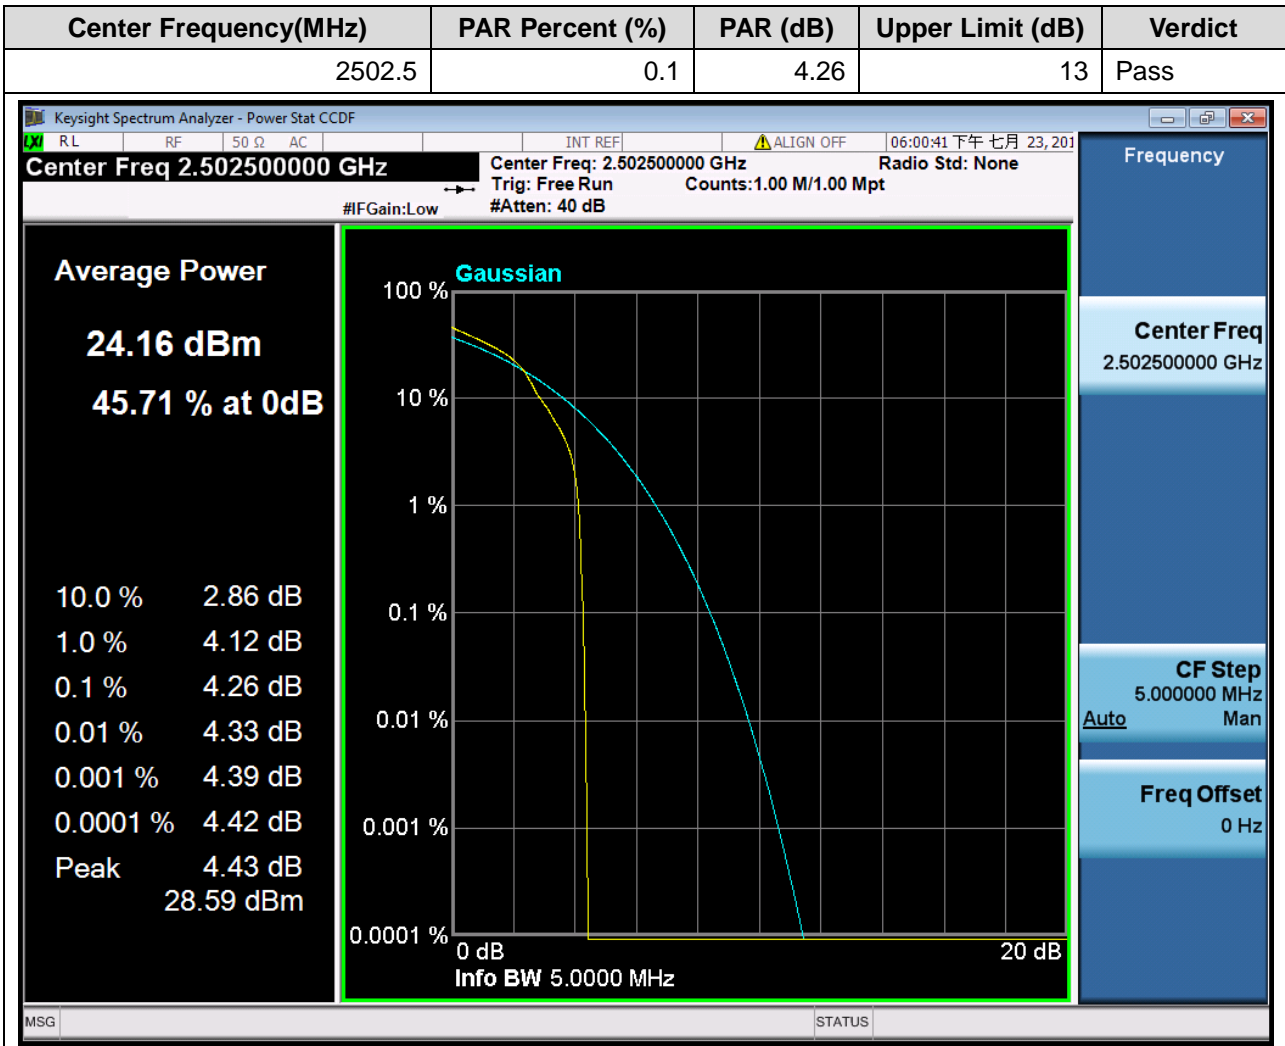 Center Frequency(MHz) PAR Percent (%) PAR (dB) Upper Limit (dB) Verdict
2502.5 0.1 4.26 13 Pass
Keysight Spectrum Analyzer - Power Stat CCDF
LXI RL RF 50 Ω AC INT REF ALIGN OFF 06:00:41 下午 七月 23, 201
Center Freq 2.502500000 GHz
Center Freq: 2.502500000 GHz Radio Std: None
Trig: Free Run Counts:1.00 M/1.00 Mpt
#IFGain:Low #Atten: 40 dB
Frequency
Average Power
24.16 dBm
45.71 % at 0dB
10.0 % 2.86 dB
1.0 % 4.12 dB
0.1 % 4.26 dB
0.01 % 4.33 dB
0.001 % 4.39 dB
0.0001 % 4.42 dB
Peak 4.43 dB
28.59 dBm
Gaussian
100 %
10 %
1 %
0.1 %
0.01 %
0.001 %
0.0001 %
0 dB 20 dB
Info BW 5.0000 MHz
Center Freq
2.502500000 GHz
CF Step
5.000000 MHz
Auto Man
Freq Offset
0 Hz
MSG STATUS